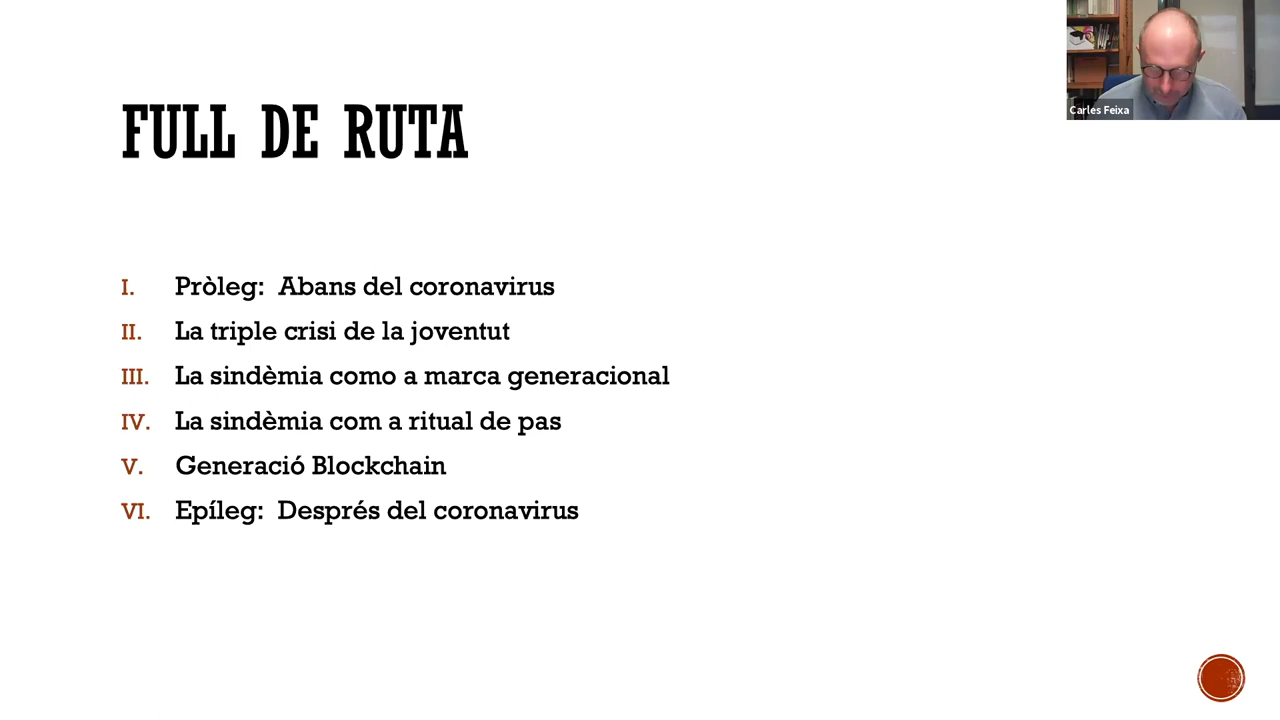 FULL DE RUTA
Carles Feixa
I. Pròleg: Abans del coronavirus
II. La triple crisi de la joventut
III. La sindèmia como a marca generacional
IV. La sindèmia com a ritual de pas
V. Generació Blockchain
VI. Epíleg: Després del coronavirus